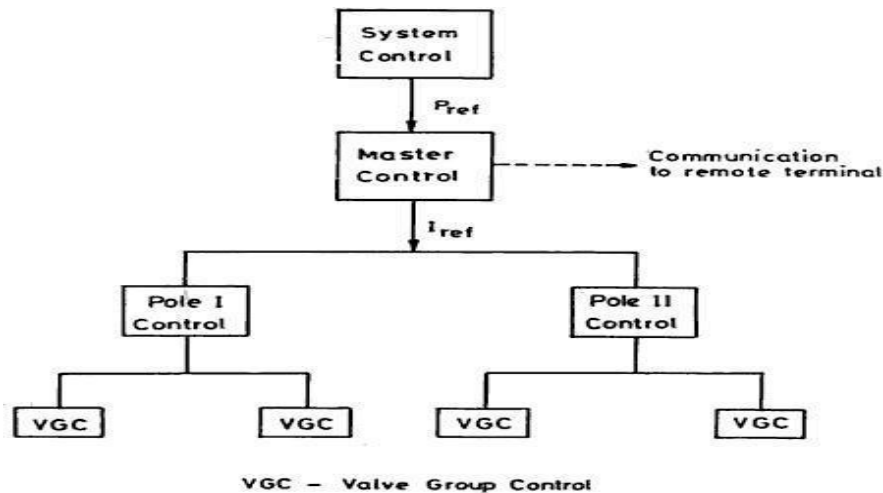 System
Control
Pref
Master
Control
Communication
to remote terminal
Iref
Pole I
Control
Pole II
Control
VGC
VGC
VGC
VGC
VGC - Valve Group Control